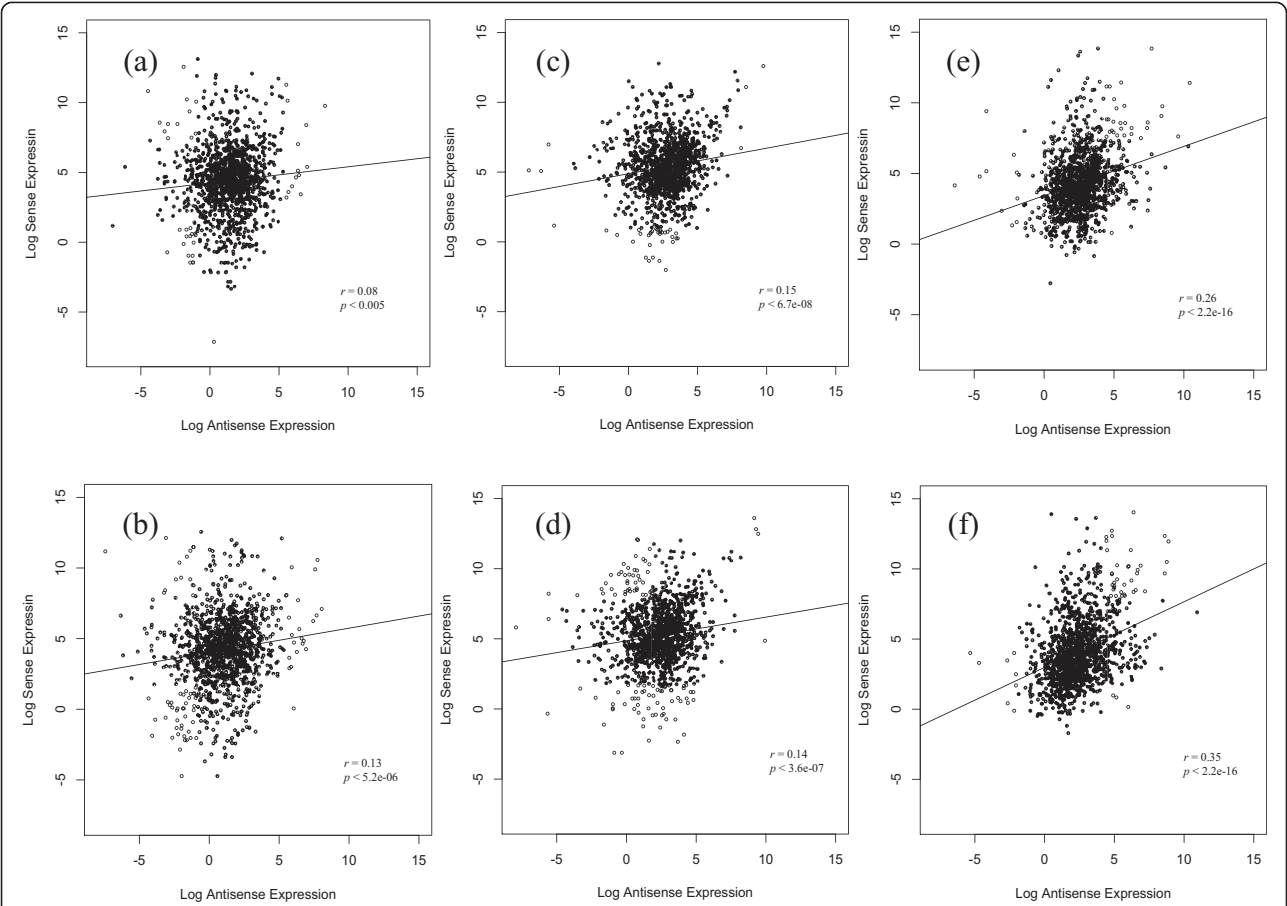 (a)
15
10
5
0
-5
Log Sense Expressin
r = 0.08
p < 0.005
-5 0 5 10 15
Log Antisense Expression
(c)
15
10
5
0
-5
Log Sense Expressin
r = 0.15
p < 6.7e-08
-5 0 5 10 15
Log Antisense Expression
(e)
15
10
5
0
-5
Log Sense Expressin
r = 0.26
p < 2.2e-16
-5 0 5 10 15
Log Antisense Expression
(b)
15
10
5
0
-5
Log Sense Expressin
r = 0.13
p < 5.2e-06
-5 0 5 10 15
Log Antisense Expression
(d)
15
10
5
0
-5
Log Sense Expressin
r = 0.14
p < 3.6e-07
-5 0 5 10 15
Log Antisense Expression
(f)
15
10
5
0
-5
Log Sense Expressin
r = 0.35
p < 2.2e-16
-5 0 5 10 15
Log Antisense Expression